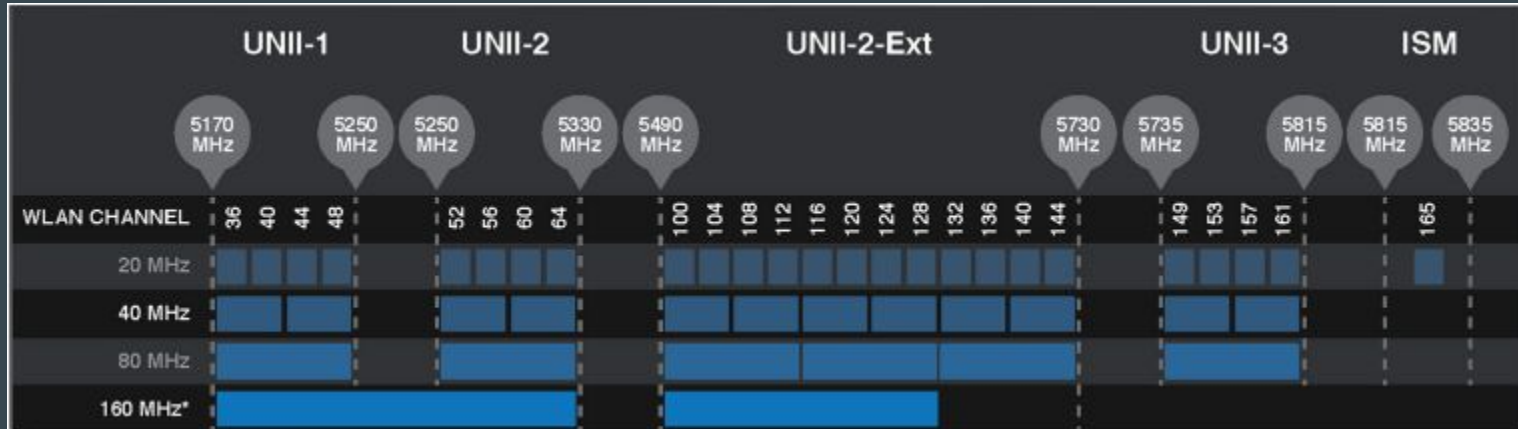 UNII-1 UNII-2 UNII-2-Ext UNII-3 ISM
5170 MHz 5250 MHz 5250 MHz 5330 MHz 5490 MHz 5730 MHz 5735 MHz 5815 MHz 5815 MHz 5835 MHz
WLAN CHANNEL 36 40 44 48 52 56 60 64 100 104 108 112 116 120 124 128 132 136 140 144 149 153 157 161 165
20 MHz
40 MHz
80 MHz
160 MHz*